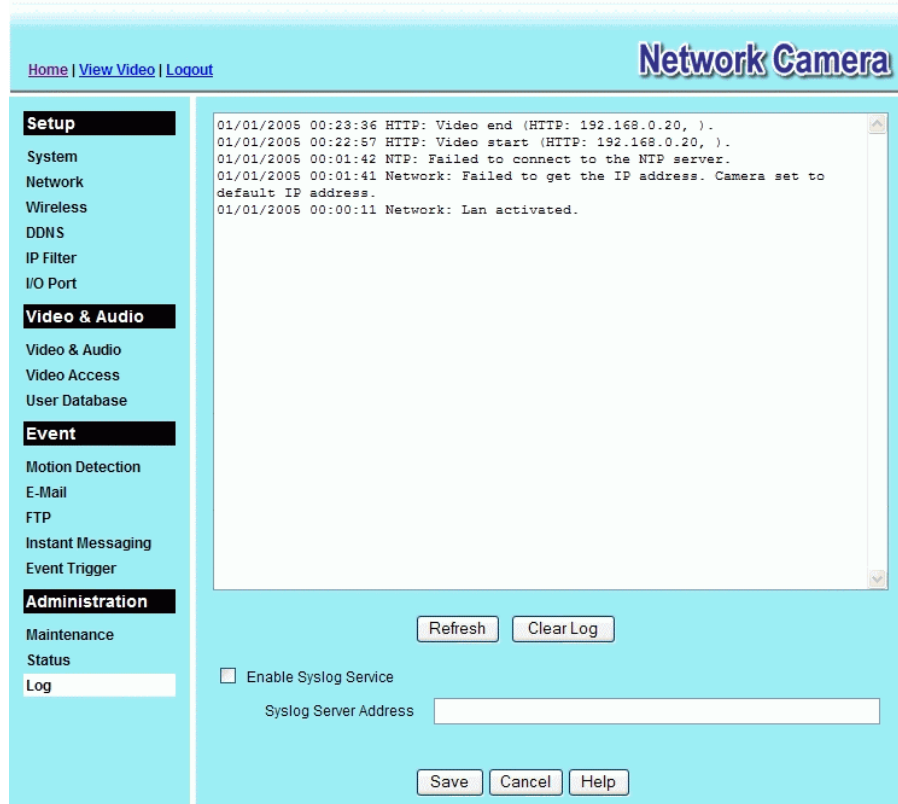 Network Camera
Home | View Video | Logout
Setup
System
Network
Wireless
DDNS
IP Filter
I/O Port
Video & Audio
Video & Audio
Video Access
User Database
Event
Motion Detection
E-Mail
FTP
Instant Messaging
Event Trigger
Administration
Maintenance
Status
Log
01/01/2005 00:23:36 HTTP: Video end (HTTP: 192.168.0.20, ).
01/01/2005 00:22:57 HTTP: Video start (HTTP: 192.168.0.20, ).
01/01/2005 00:01:42 NTP: Failed to connect to the NTP server.
01/01/2005 00:01:41 Network: Failed to get the IP address. Camera set to
default IP address.
01/01/2005 00:00:11 Network: Lan activated.
Refresh Clear Log
Enable Syslog Service
Syslog Server Address
Save Cancel Help